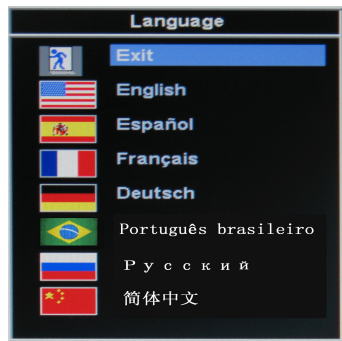 Language
Exit
English
Español
Français
Deutsch
Português brasileiro
Русский
简体中文